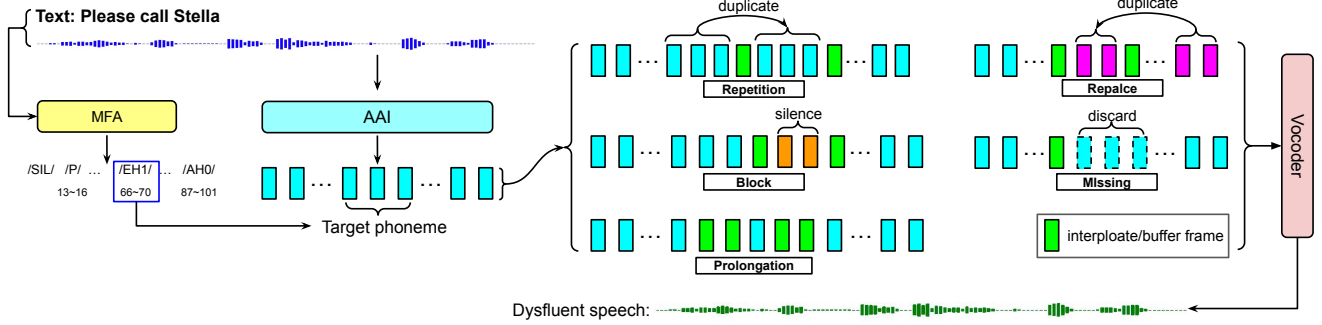 Text: Please call Stella
MFA
/SIL/ /P/ ... /EH1/ ... /AH0/
13~16 66~70 87~101
AAI
...
...
Target phoneme
duplicate
...
...
Repetition
silence
...
...
Block
...
...
Prolongation
duplicate
...
...
Repalce
discard
...
...
MIssing
interploate/buffer frame
Vocoder
Dysfluent speech: